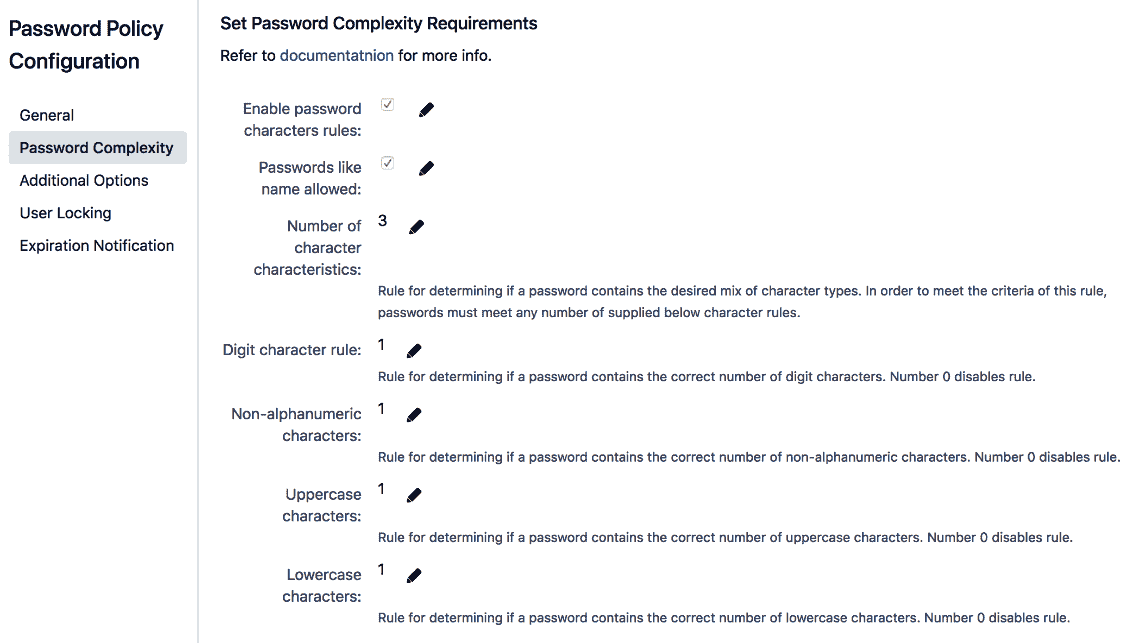 Password Policy
Configuration
General
Password Complexity
Additional Options
User Locking
Expiration Notification
Set Password Complexity Requirements
Refer to documentatnion for more info.
Enable password
characters rules:
Passwords like
name allowed:
Number of
character
characteristics:
3
Rule for determining if a password contains the desired mix of character types. In order to meet the criteria of this rule,
passwords must meet any number of supplied below character rules.
Digit character rule:
1
Rule for determining if a password contains the correct number of digit characters. Number 0 disables rule.
Non-alphanumeric
characters:
1
Rule for determining if a password contains the correct number of non-alphanumeric characters. Number 0 disables rule.
Uppercase
characters:
1
Rule for determining if a password contains the correct number of uppercase characters. Number 0 disables rule.
Lowercase
characters:
1
Rule for determining if a password contains the correct number of lowercase characters. Number 0 disables rule.